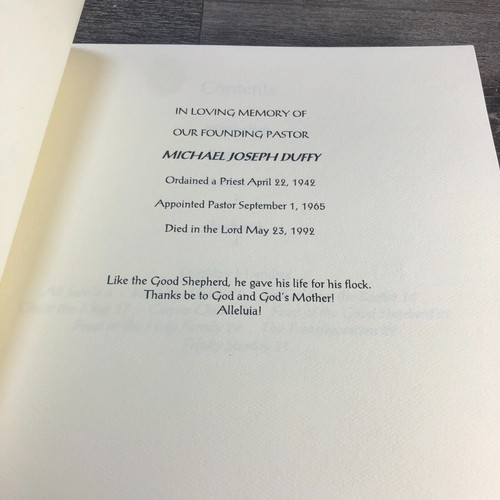 IN LOVING MEMORY OF
OUR FOUNDING PASTOR
MICHAEL JOSEPH DUFFY
Ordained a Priest April 22, 1942
Appointed Pastor September 1, 1965
Died in the Lord May 23, 1992
Like the Good Shepherd, he gave his life for his flock.
Thanks be to God and God's Mother!
Alleluia!